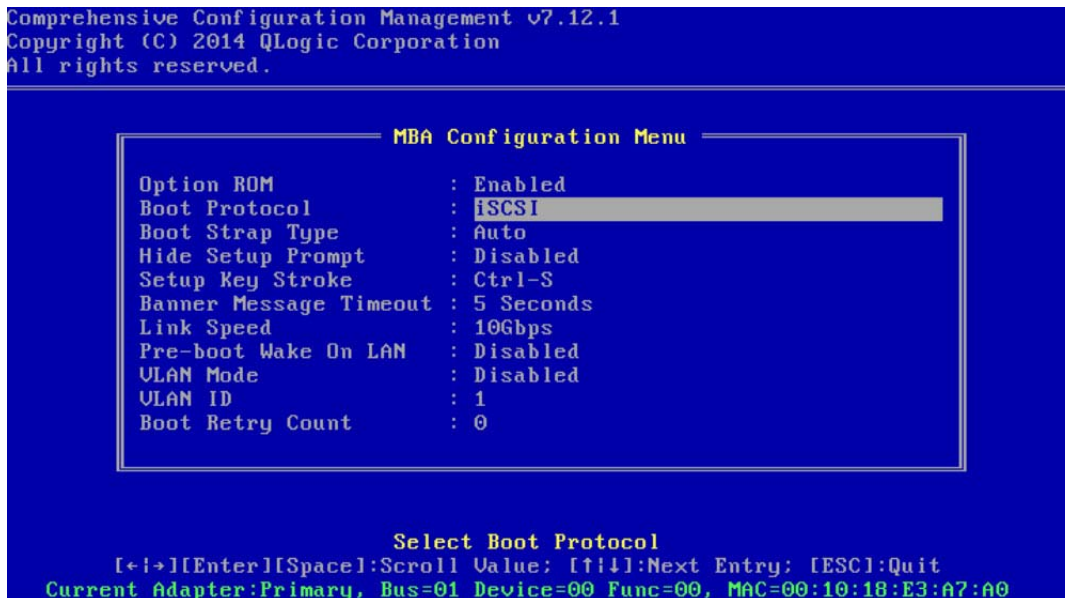 Comprehensive Configuration Management v7.12.1
Copyright (C) 2014 QLogic Corporation
All rights reserved.
MBA Configuration Menu
Option ROM : Enabled
Boot Protocol : iSCSI
Boot Strap Type : Auto
Hide Setup Prompt : Disabled
Setup Key Stroke : Ctrl-S
Banner Message Timeout : 5 Seconds
Link Speed : 10Gbps
Pre-boot Wake On LAN : Disabled
VLAN Mode : Disabled
VLAN ID : 1
Boot Retry Count : 0
Select Boot Protocol
[←|→][Enter][Space]:Scroll Value; [↑|↓]:Next Entry; [ESC]:Quit
Current Adapter:Primary, Bus=01 Device=00 Func=00, MAC=00:10:18:E3:A7:A0